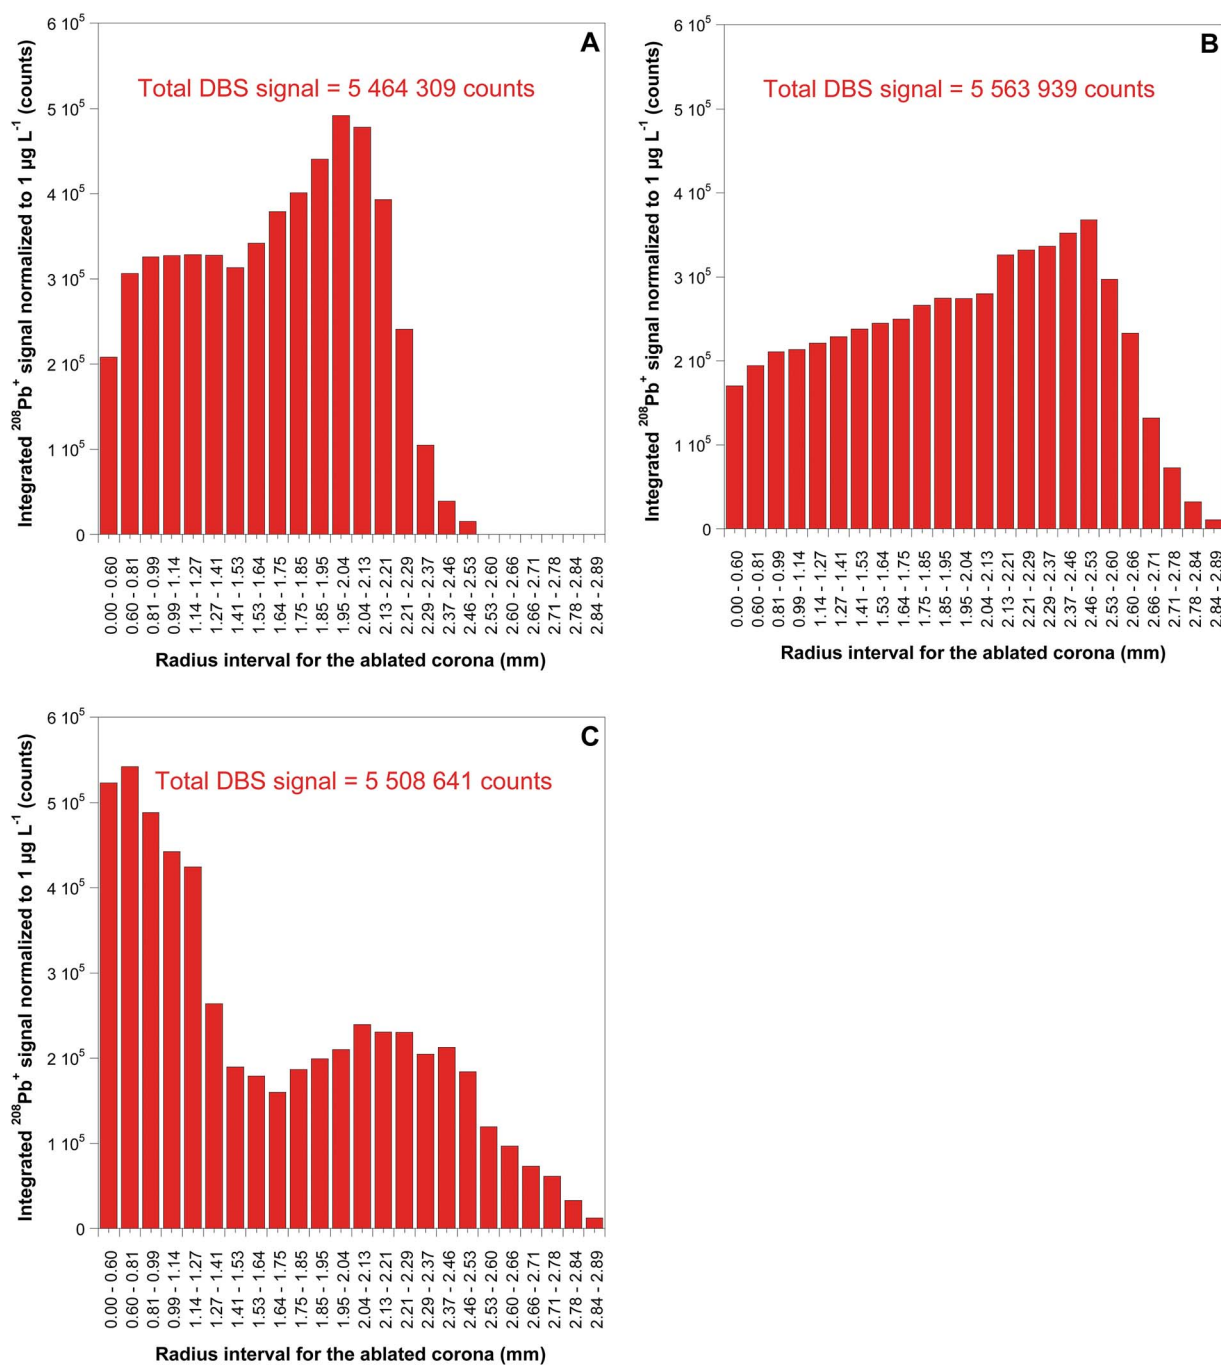 A
Total DBS signal = 5 464 309 counts
Integrated ²⁰⁸Pb⁺ signal normalized to 1 µg L⁻¹ (counts)
6 10⁵
5 10⁵
4 10⁵
3 10⁵
2 10⁵
1 10⁵
0
0.00 - 0.60
0.60 - 0.81
0.81 - 0.99
0.99 - 1.14
1.14 - 1.27
1.27 - 1.41
1.41 - 1.53
1.53 - 1.64
1.64 - 1.75
1.75 - 1.85
1.85 - 1.95
1.95 - 2.04
2.04 - 2.13
2.13 - 2.21
2.21 - 2.29
2.29 - 2.37
2.37 - 2.46
2.46 - 2.53
2.53 - 2.60
2.60 - 2.66
2.66 - 2.71
2.71 - 2.78
2.78 - 2.84
2.84 - 2.89
Radius interval for the ablated corona (mm)
B
Total DBS signal = 5 563 939 counts
Integrated ²⁰⁸Pb⁺ signal normalized to 1 µg L⁻¹ (counts)
6 10⁵
5 10⁵
4 10⁵
3 10⁵
2 10⁵
1 10⁵
0
0.00 - 0.60
0.60 - 0.81
0.81 - 0.99
0.99 - 1.14
1.14 - 1.27
1.27 - 1.41
1.41 - 1.53
1.53 - 1.64
1.64 - 1.75
1.75 - 1.85
1.85 - 1.95
1.95 - 2.04
2.04 - 2.13
2.13 - 2.21
2.21 - 2.29
2.29 - 2.37
2.37 - 2.46
2.46 - 2.53
2.53 - 2.60
2.60 - 2.66
2.66 - 2.71
2.71 - 2.78
2.78 - 2.84
2.84 - 2.89
Radius interval for the ablated corona (mm)
C
Total DBS signal = 5 508 641 counts
Integrated ²⁰⁸Pb⁺ signal normalized to 1 µg L⁻¹ (counts)
6 10⁵
5 10⁵
4 10⁵
3 10⁵
2 10⁵
1 10⁵
0
0.00 - 0.60
0.60 - 0.81
0.81 - 0.99
0.99 - 1.14
1.14 - 1.27
1.27 - 1.41
1.41 - 1.53
1.53 - 1.64
1.64 - 1.75
1.75 - 1.85
1.85 - 1.95
1.95 - 2.04
2.04 - 2.13
2.13 - 2.21
2.21 - 2.29
2.29 - 2.37
2.37 - 2.46
2.46 - 2.53
2.53 - 2.60
2.60 - 2.66
2.66 - 2.71
2.71 - 2.78
2.78 - 2.84
2.84 - 2.89
Radius interval for the ablated corona (mm)